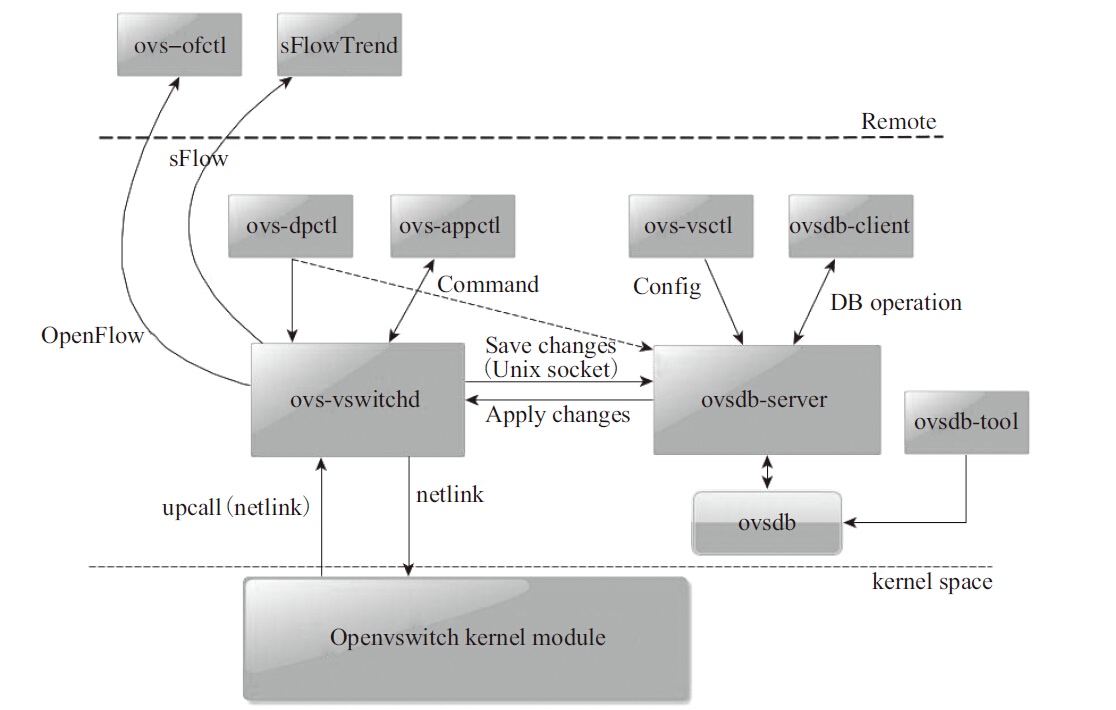 ovs−ofctl
sFlowTrend
Remote
sFlow
ovs-dpctl
ovs-appctl
ovs-vsctl
ovsdb-client
Command
Config
DB operation
OpenFlow
Save changes
(Unix socket)
ovs-vswitchd
ovsdb-server
Apply changes
ovsdb-tool
upcall (netlink)
netlink
ovsdb
kernel space
Openvswitch kernel module